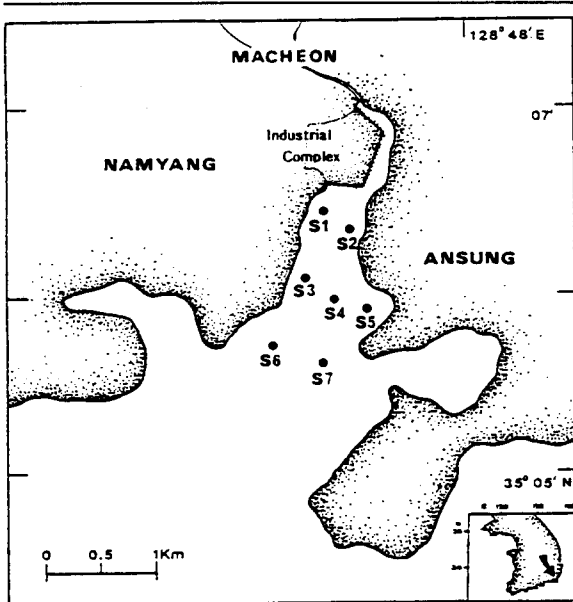 128° 48′ E
MACHEON
07′
Industrial
Complex
NAMYANG
S1
S2
ANSUNG
S3
S4
S5
S6
S7
35° 05′ N
0 0.5 1Km